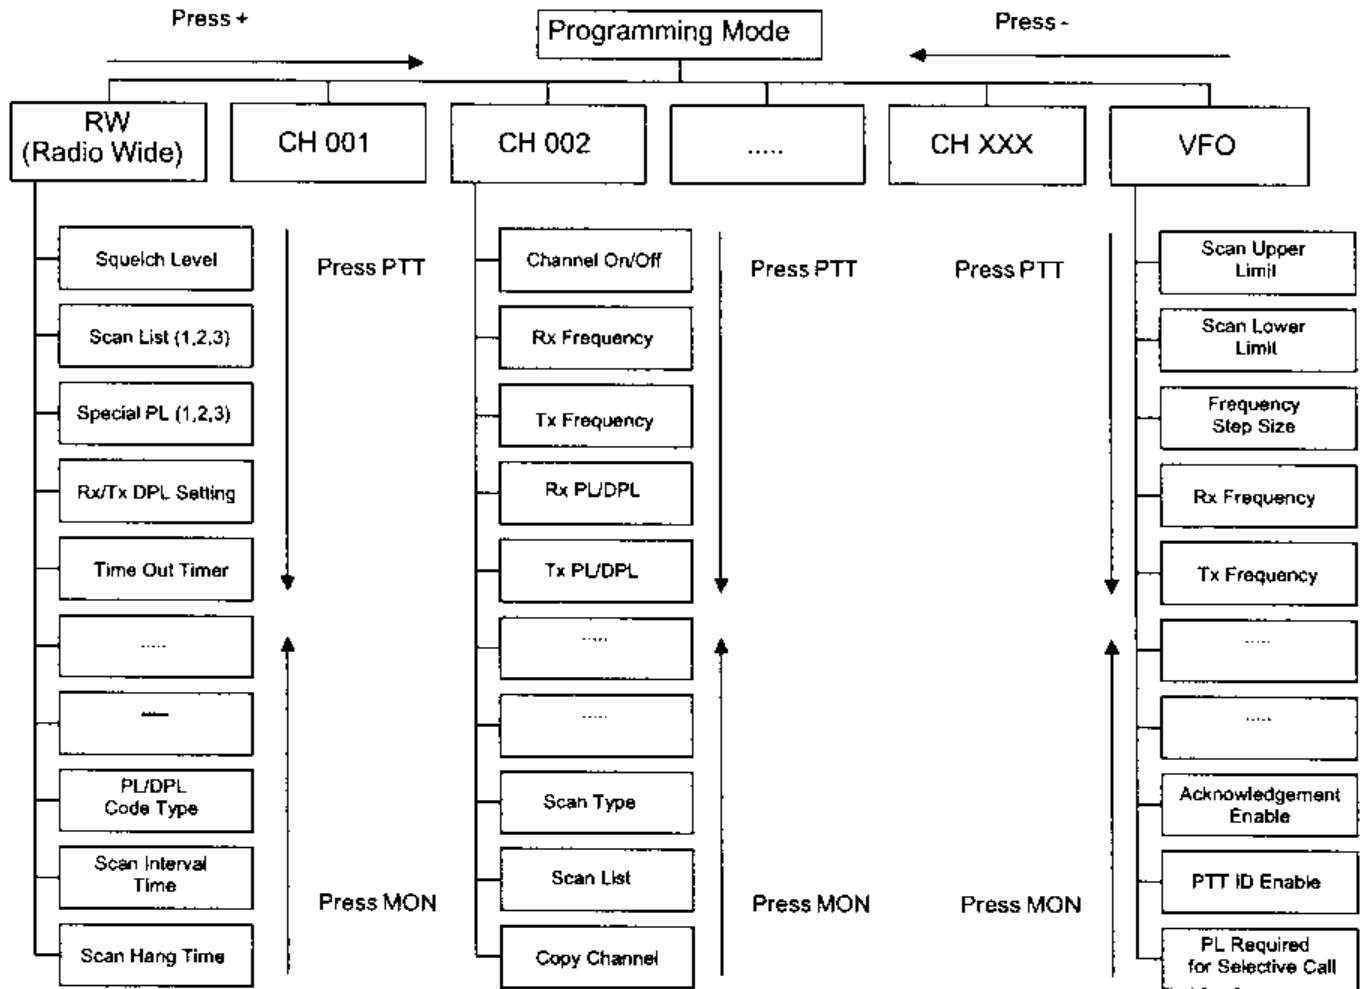 Press +
Programming Mode
Press -
RW
(Radio Wide)
CH 001
CH 002
.....
CH XXX
VFO
Squelch Level
Scan List (1,2,3)
Special PL (1,2,3)
Rx/Tx DPL Setting
Time Out Timer
.....
.....
PL/DPL
Code Type
Scan Interval
Time
Scan Hang Time
Press PTT
Press MON
Channel On/Off
Rx Frequency
Tx Frequency
Rx PL/DPL
Tx PL/DPL
.....
.....
Scan Type
Scan List
Copy Channel
Press PTT
Press MON
Press PTT
Press MON
Scan Upper
Limit
Scan Lower
Limit
Frequency
Step Size
Rx Frequency
Tx Frequency
.....
.....
Acknowledgement
Enable
PTT ID Enable
PL Required
for Selective Call